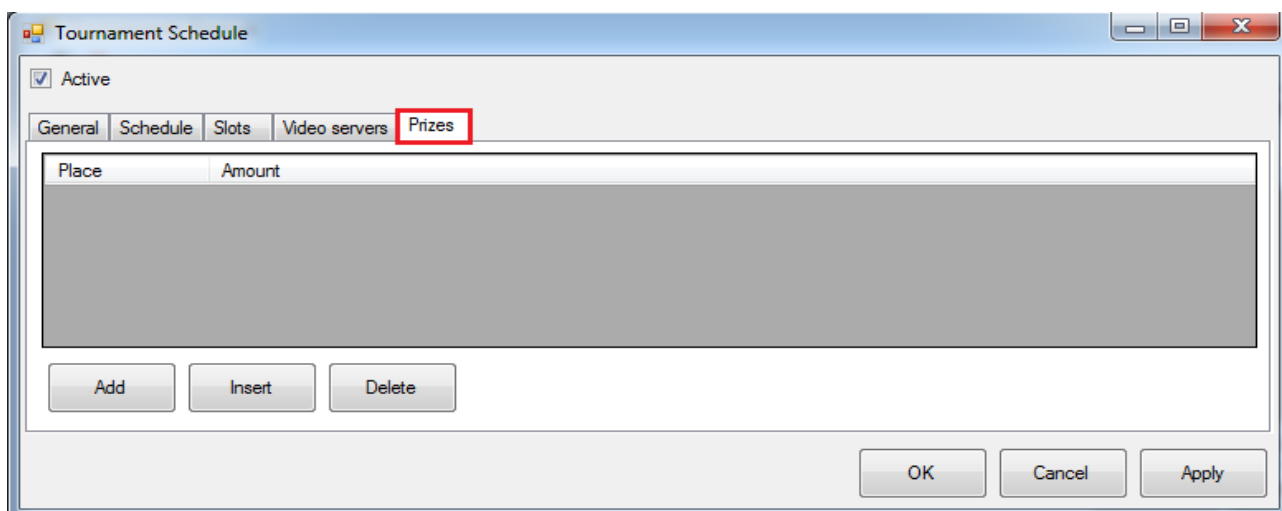 Tournament Schedule
Active
General Schedule Slots Video servers Prizes
Place Amount
Add Insert Delete
OK Cancel Apply